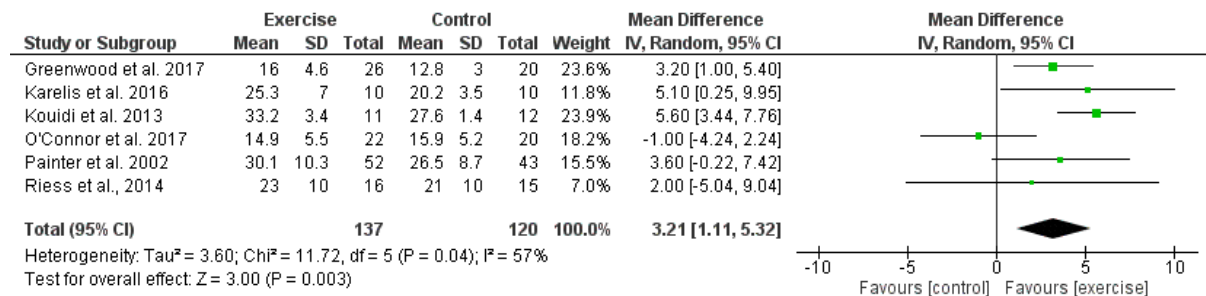 Exercise Control Mean Difference Mean Difference
Study or Subgroup Mean SD Total Mean SD Total Weight IV, Random, 95% CI IV, Random, 95% CI
Greenwood et al. 2017 16 4.6 26 12.8 3 20 23.6% 3.20 [1.00, 5.40]
Karelis et al. 2016 25.3 7 10 20.2 3.5 10 11.8% 5.10 [0.25, 9.95]
Kouidi et al. 2013 33.2 3.4 11 27.6 1.4 12 23.9% 5.60 [3.44, 7.76]
O'Connor et al. 2017 14.9 5.5 22 15.9 5.2 20 18.2% -1.00 [-4.24, 2.24]
Painter et al. 2002 30.1 10.3 52 26.5 8.7 43 15.5% 3.60 [-0.22, 7.42]
Riess et al., 2014 23 10 16 21 10 15 7.0% 2.00 [-5.04, 9.04]
Total (95% CI) 137 120 100.0% 3.21 [1.11, 5.32]
Heterogeneity: Tau² = 3.60; Chi² = 11.72, df = 5 (P = 0.04); I² = 57%
Test for overall effect: Z = 3.00 (P = 0.003)
-10 -5 0 5 10
Favours [control] Favours [exercise]